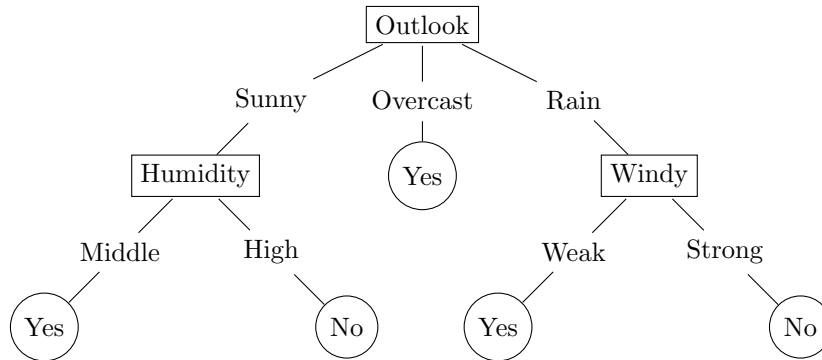 Outlook
Sunny Overcast Rain
Humidity Yes Windy
Middle High Weak Strong
Yes No Yes No